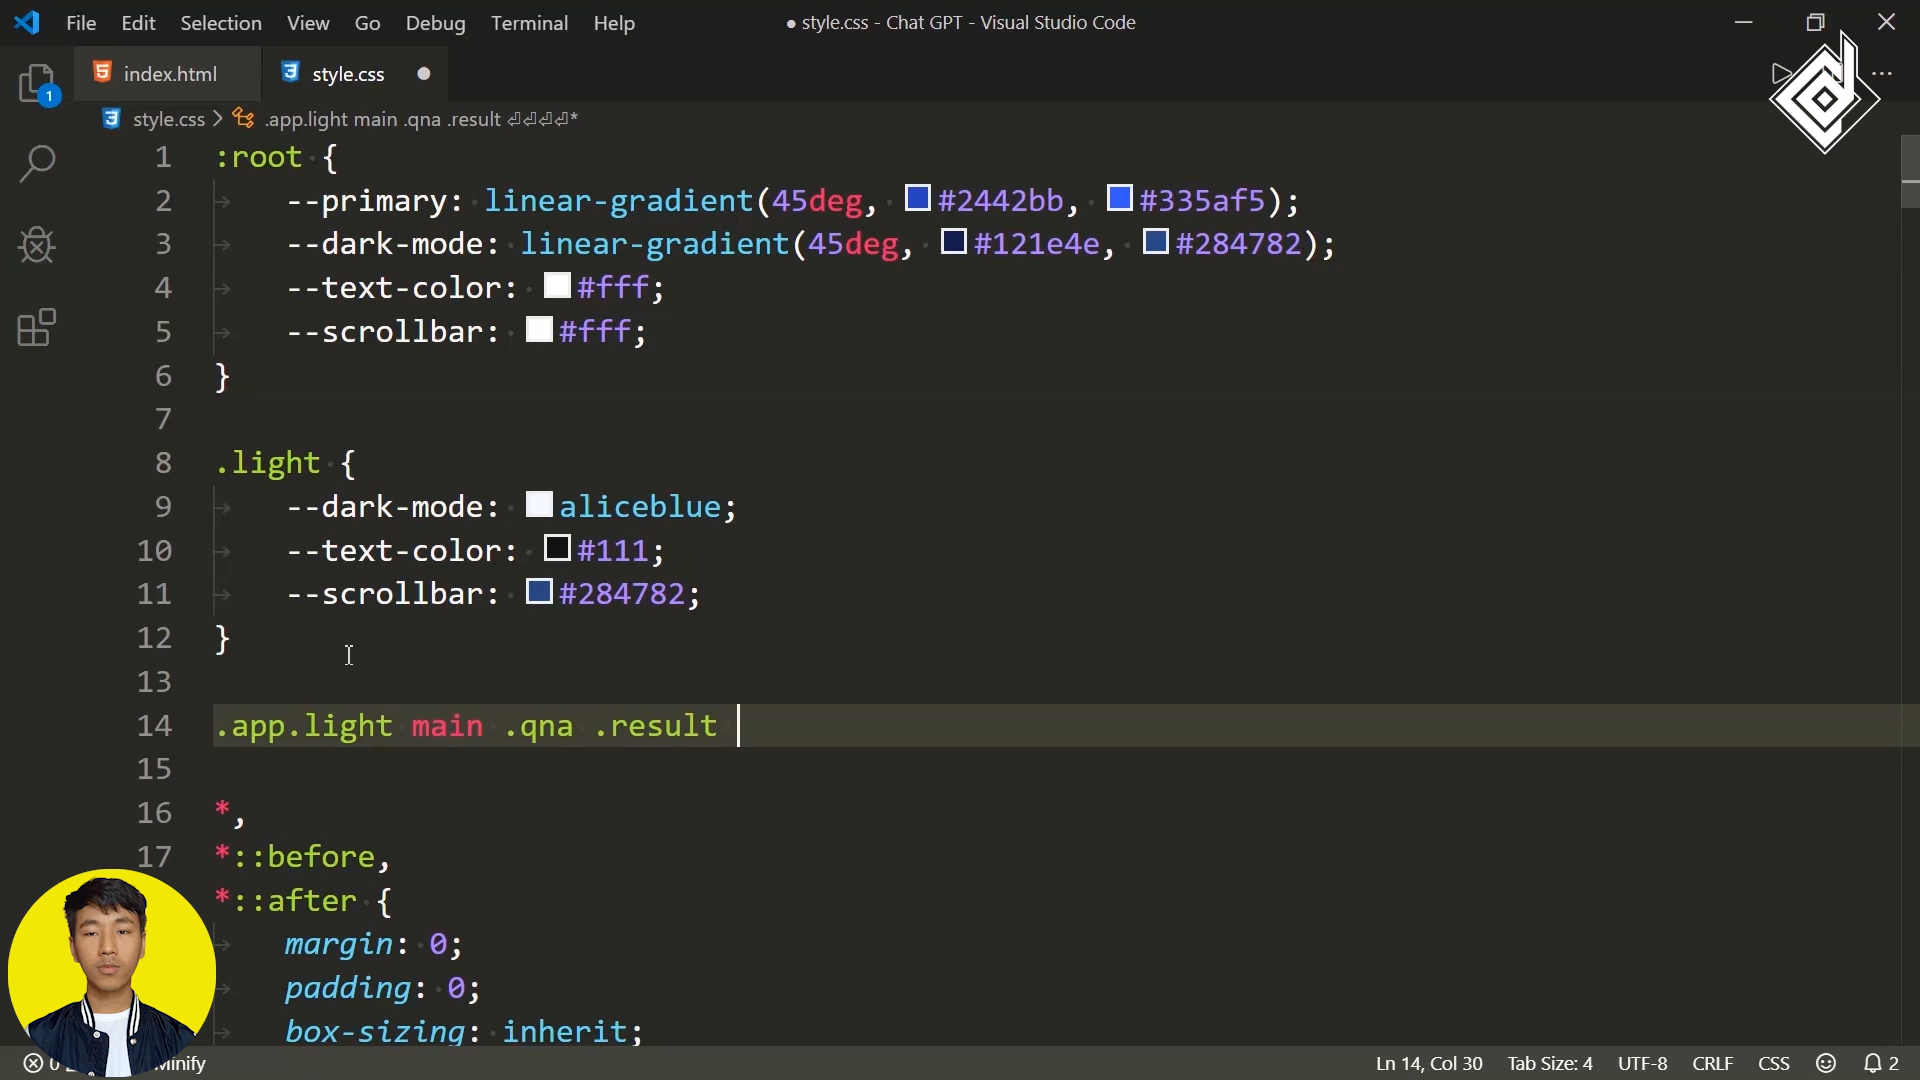 File Edit Selection View Go Debug Terminal Help
● style.css - Chat GPT - Visual Studio Code
index.html
style.css
style.css > .app.light main .qna .result ⏎⏎⏎⏎*
1
1 :root {
2 --primary: linear-gradient(45deg, #2442bb, #335af5);
3 --dark-mode: linear-gradient(45deg, #121e4e, #284782);
4 --text-color: #fff;
5 --scrollbar: #fff;
6 }
7
8 .light {
9 --dark-mode: aliceblue;
10 --text-color: #111;
11 --scrollbar: #284782;
12 }
13
14 .app.light main .qna .result
15
16 *,
17 *::before,
*::after {
margin: 0;
padding: 0;
box-sizing: inherit;
0
Ln 14, Col 30 Tab Size: 4 UTF-8 CRLF CSS 2